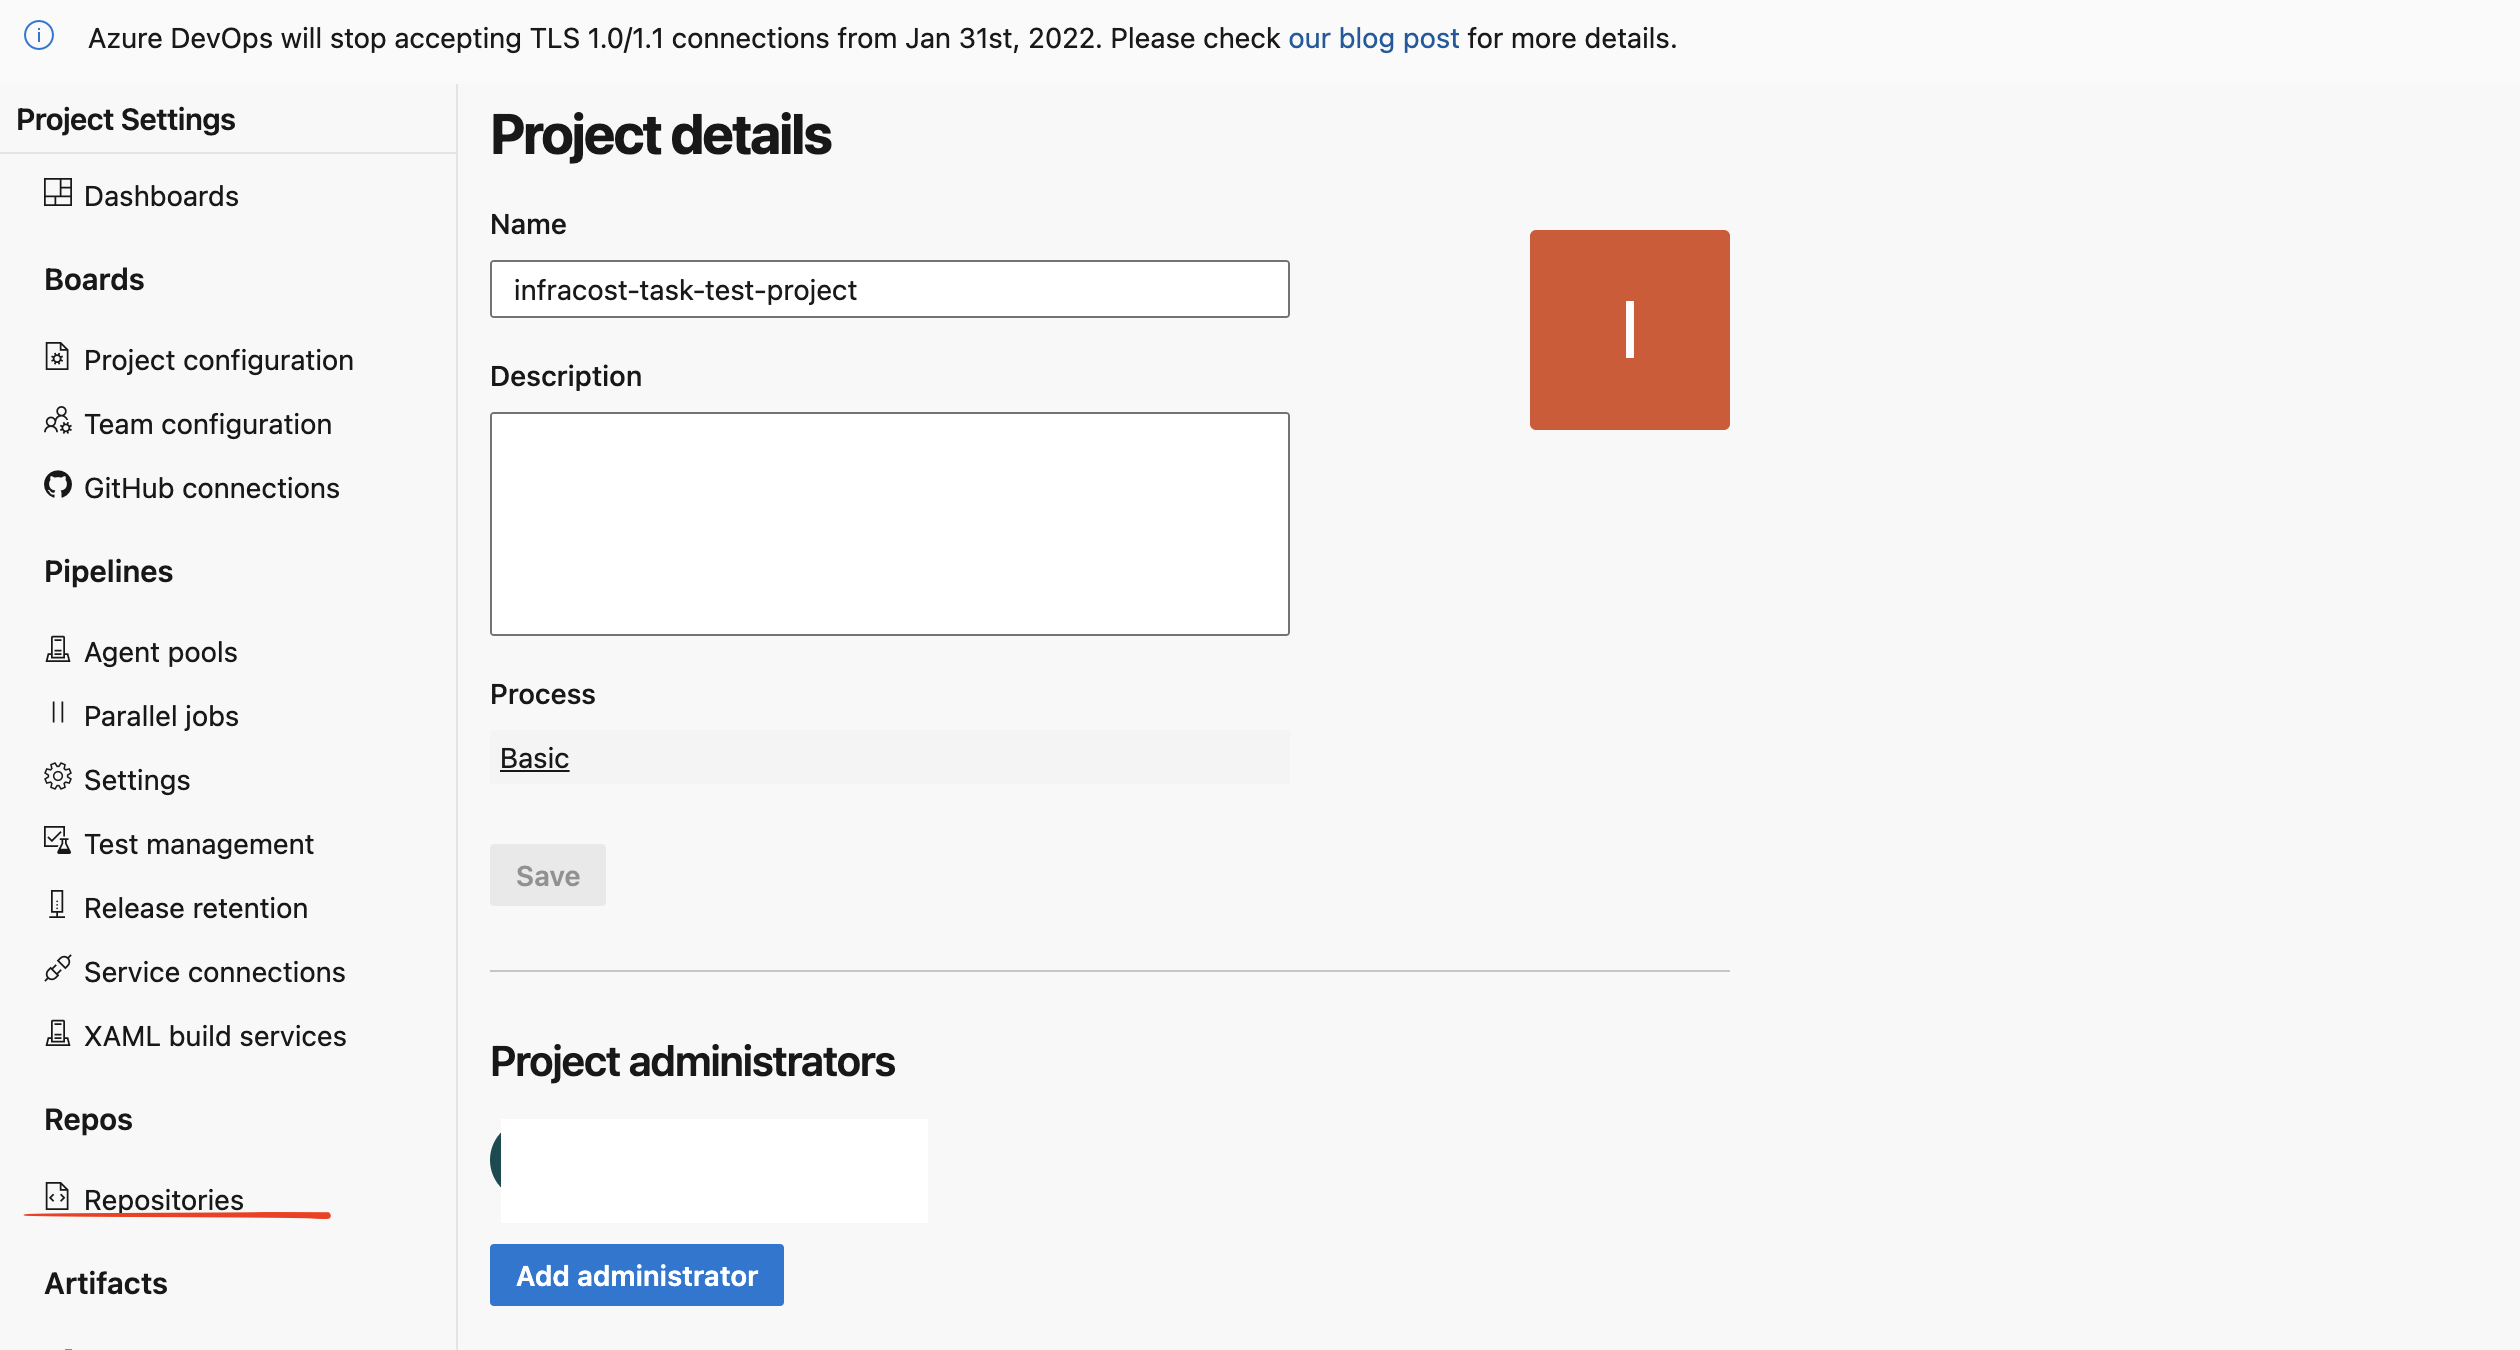 Azure DevOps will stop accepting TLS 1.0/1.1 connections from Jan 31st, 2022. Please check our blog post for more details.
Project Settings
Dashboards
Boards
Project configuration
Team configuration
GitHub connections
Pipelines
Agent pools
Parallel jobs
Settings
Test management
Release retention
Service connections
XAML build services
Repos
Repositories
Artifacts
Project details
Name
infracost-task-test-project
I
Description
Process
Basic
Save
Project administrators
Add administrator